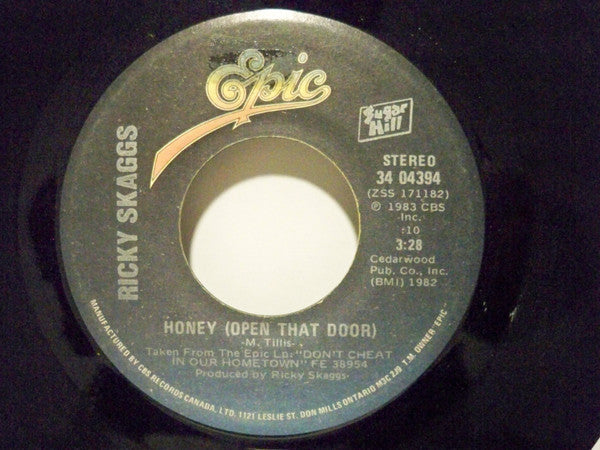 Epic
Sugar
Hill
RICKY SKAGGS
STEREO
34 04394
(ZSS 171182)
℗ 1983 CBS
Inc.
:10
3:28
Cedarwood
Pub. Co., Inc.
(BMI) 1982
HONEY (OPEN THAT DOOR)
-M. Tillis-
Taken From The Epic Lp: "DON'T CHEAT
IN OUR HOMETOWN" FE 38954
Produced by Ricky Skaggs
MANUFACTURED BY CBS RECORDS CANADA, LTD. 1121 LESLIE ST. DON MILLS ONTARIO M3C 2J9 T.M. OWNER "EPIC"